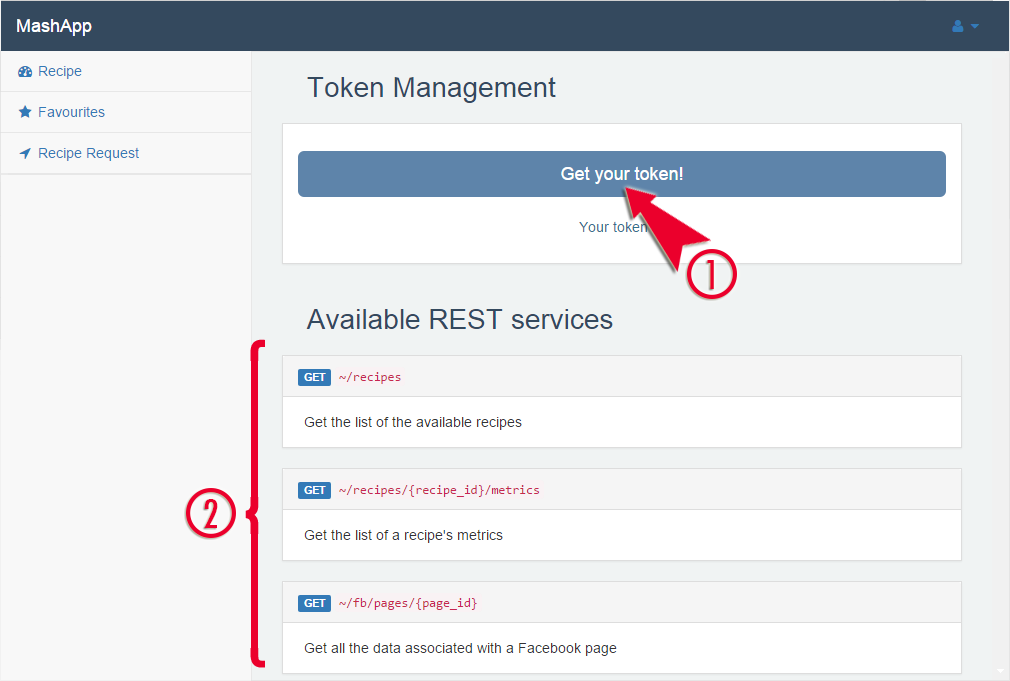 MashApp
Recipe
Favourites
Recipe Request
Token Management
Get your token!
Your token
1
Available REST services
2
GET ~/recipes
Get the list of the available recipes
GET ~/recipes/{recipe_id}/metrics
Get the list of a recipe's metrics
GET ~/fb/pages/{page_id}
Get all the data associated with a Facebook page